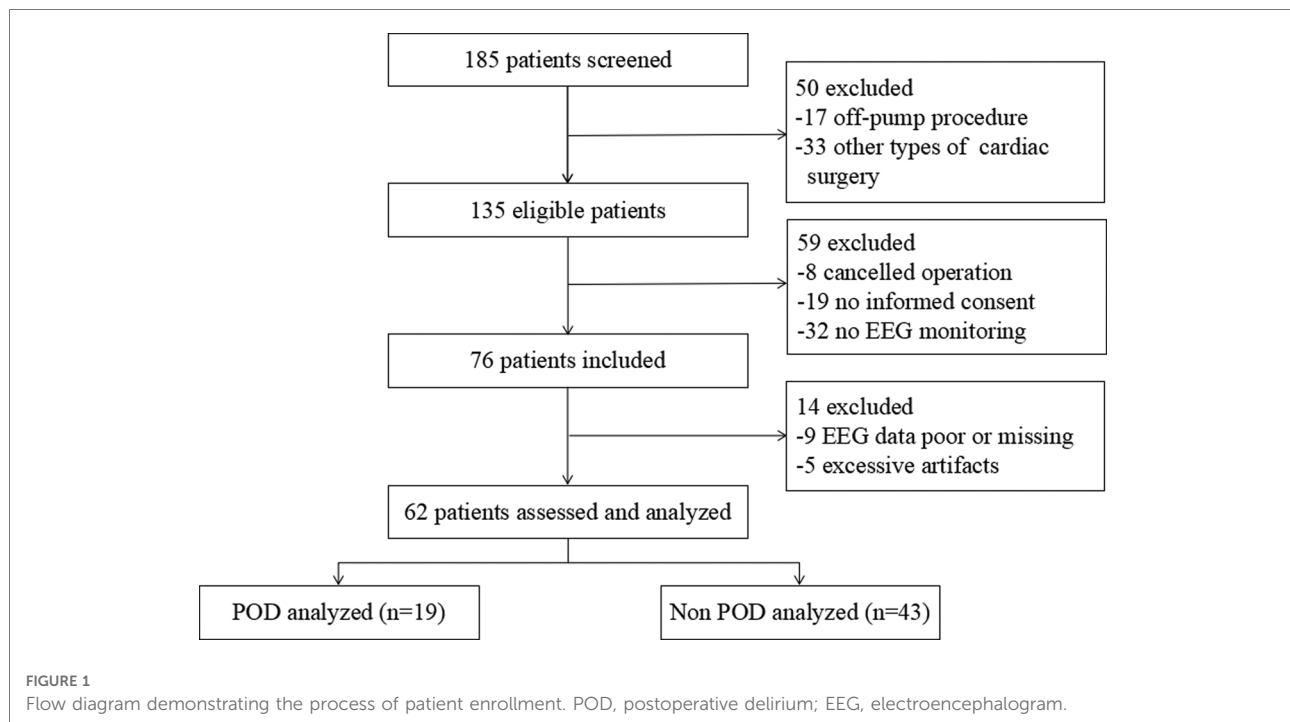 185 patients screened
50 excluded
-17 off-pump procedure
-33 other types of cardiac
surgery
135 eligible patients
59 excluded
-8 cancelled operation
-19 no informed consent
-32 no EEG monitoring
76 patients included
14 excluded
-9 EEG data poor or missing
-5 excessive artifacts
62 patients assessed and analyzed
POD analyzed (n=19)
Non POD analyzed (n=43)
FIGURE 1
Flow diagram demonstrating the process of patient enrollment. POD, postoperative delirium; EEG, electroencephalogram.